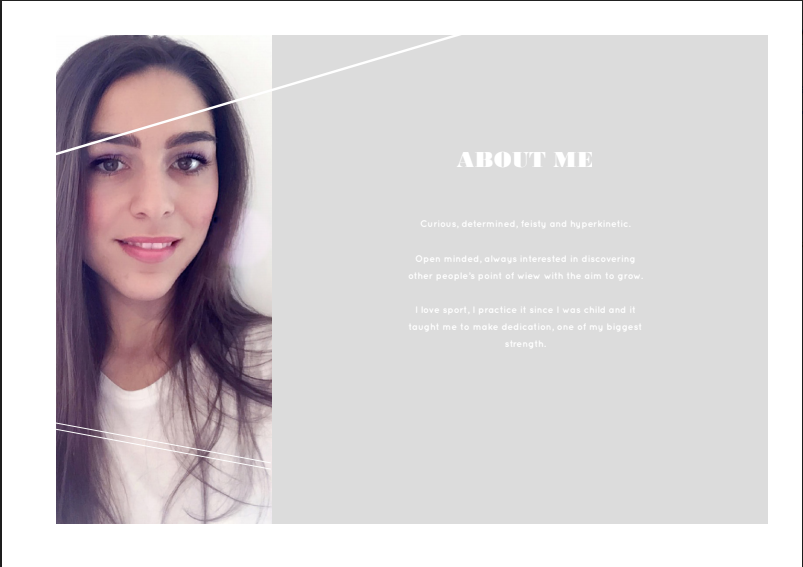 ABOUT ME
Curious, determined, feisty and hyperkinetic.
Open minded, always interested in discovering
other people's point of wiew with the aim to grow.
I love sport, i practice it since I was child and it
taught me to make dedication, one of my biggest
strength.